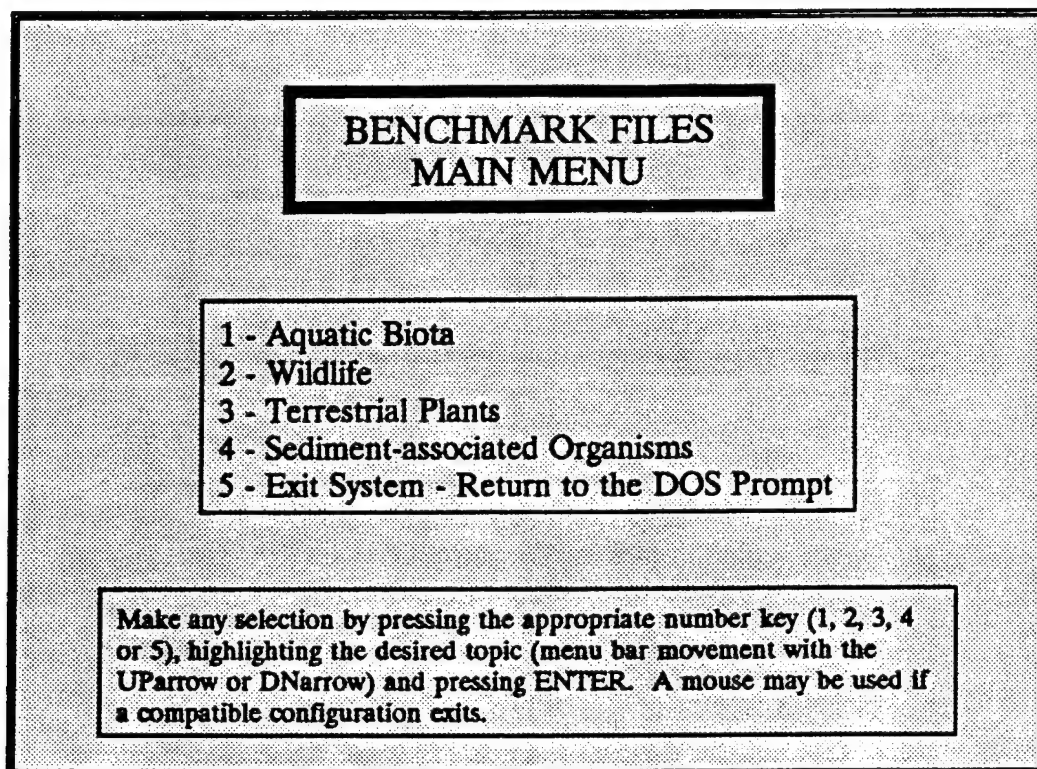 BENCHMARK FILES
MAIN MENU
1 - Aquatic Biota
2 - Wildlife
3 - Terrestrial Plants
4 - Sediment-associated Organisms
5 - Exit System - Return to the DOS Prompt
Make any selection by pressing the appropriate number key (1, 2, 3, 4
or 5), highlighting the desired topic (menu bar movement with the
UParrow or DNarrow) and pressing ENTER. A mouse may be used if
a compatible configuration exits.